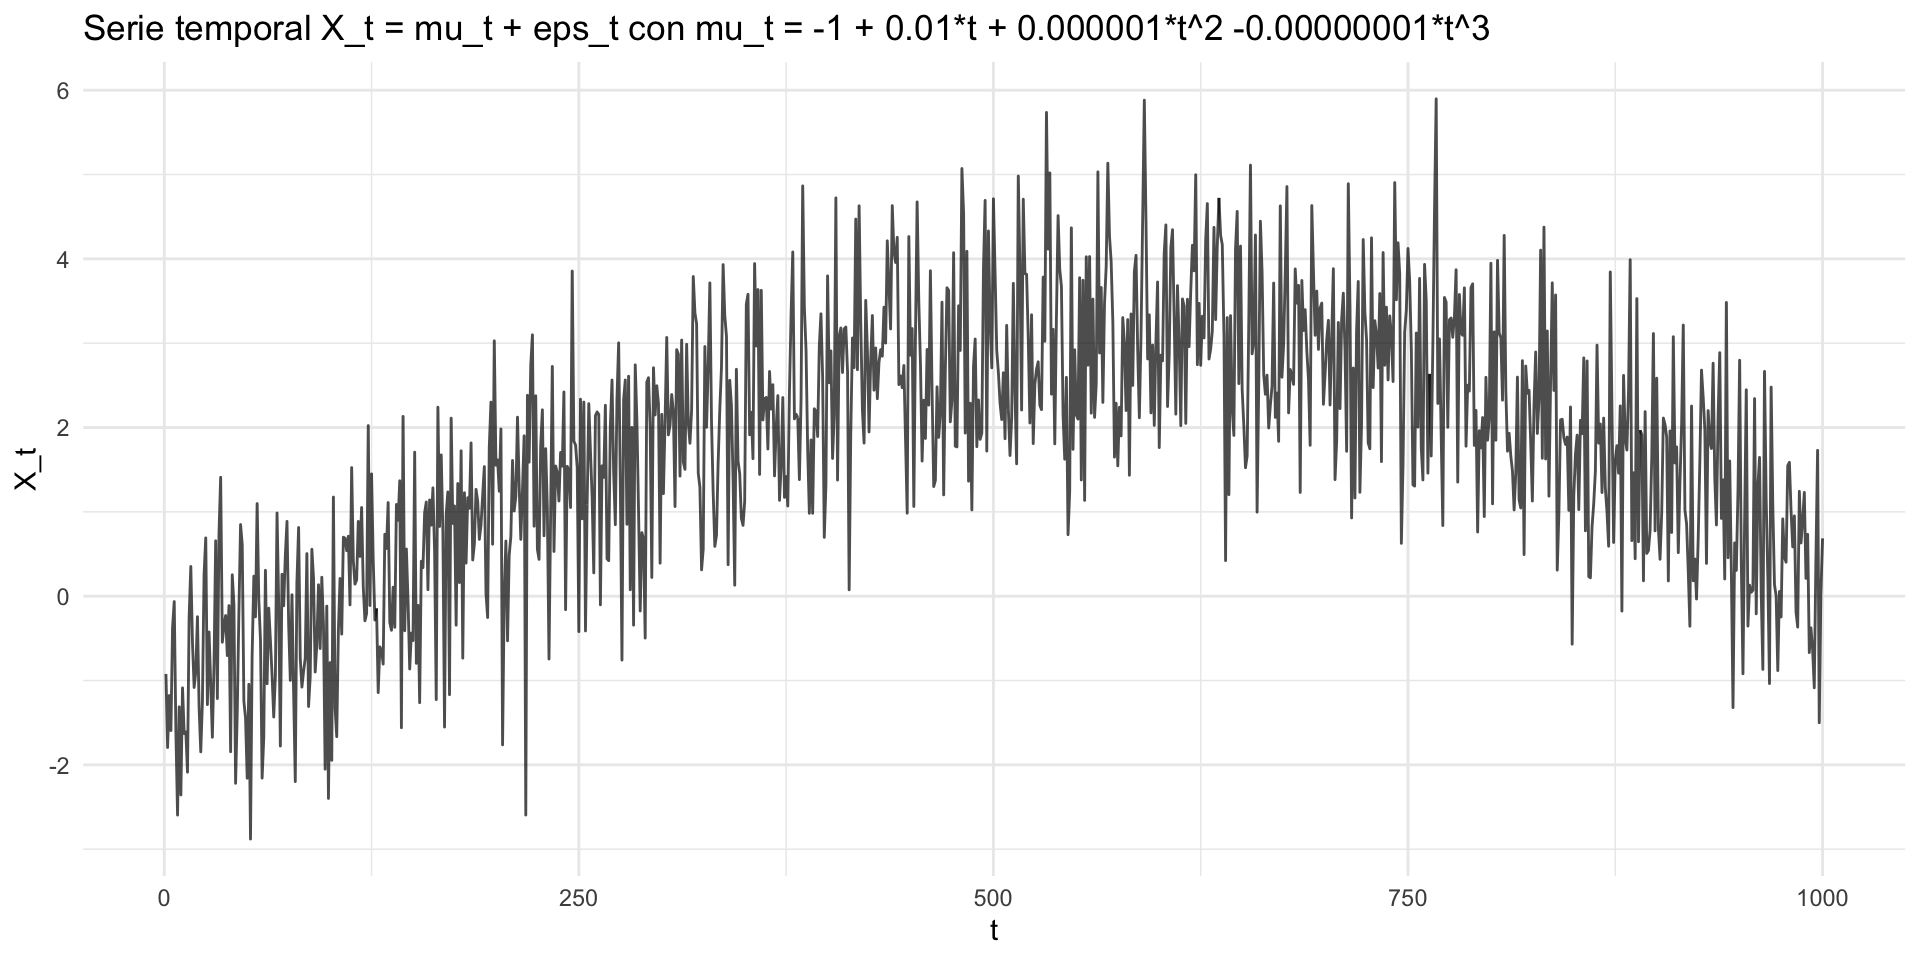 Serie temporal X_t = mu_t + eps_t con mu_t = -1 + 0.01*t + 0.000001*t^2 -0.00000001*t^3
6
4
2
0
-2
X_t
0 250 500 750 1000
t